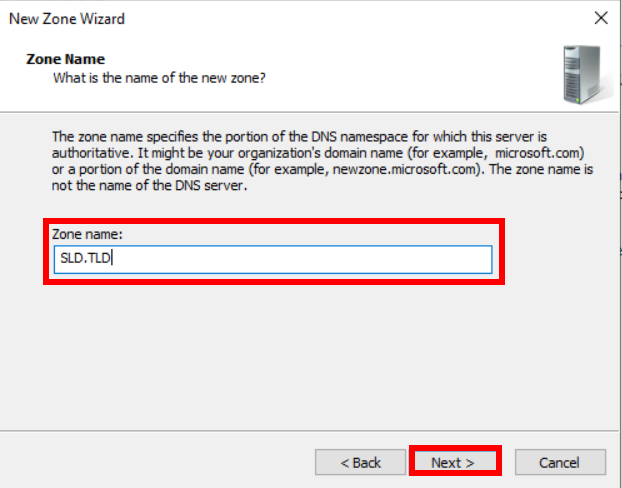 New Zone Wizard
Zone Name
What is the name of the new zone?
The zone name specifies the portion of the DNS namespace for which this server is
authoritative. It might be your organization's domain name (for example, microsoft.com)
or a portion of the domain name (for example, newzone.microsoft.com). The zone name is
not the name of the DNS server.
Zone name:
SLD.TLD
< Back Next > Cancel